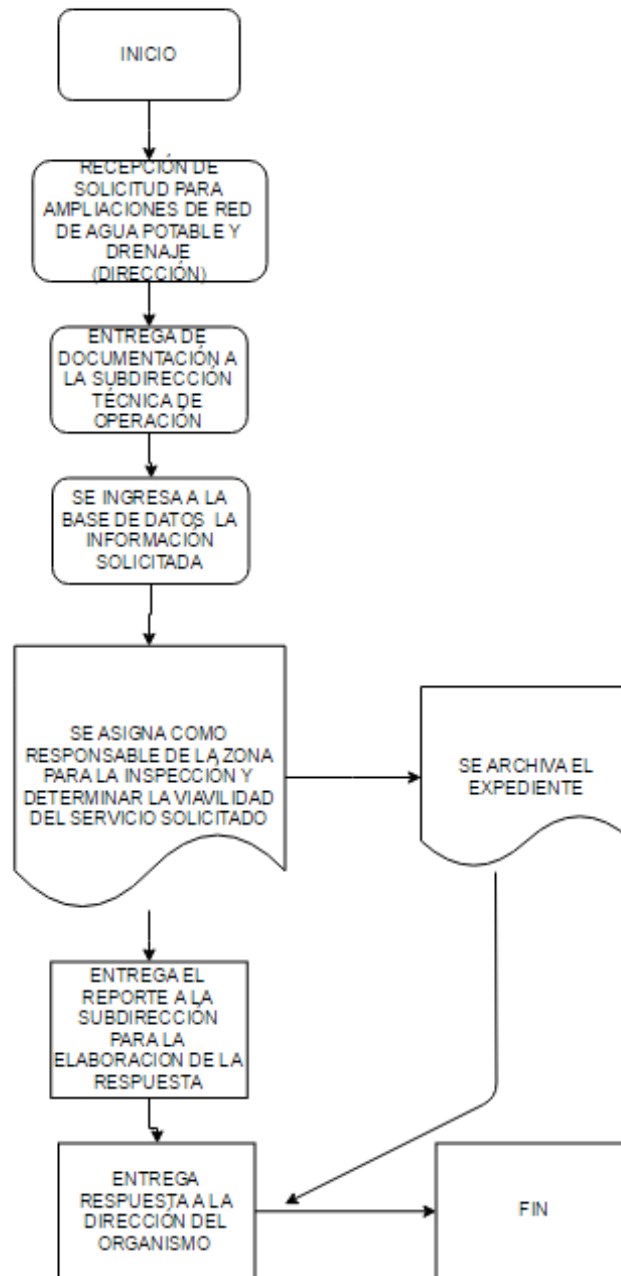 INICIO
RECEPCIÓN DE
SOLICITUD PARA
AMPLIACIONES DE RED
DE AGUA POTABLE Y
DRENAJE
(DIRECCIÓN)
ENTREGA DE
DOCUMENTACIÓN A
LA SUBDIRECCIÓN
TÉCNICA DE
OPERACIÓN
SE INGRESA A LA
BASE DE DATOS LA
INFORMACIÓN
SOLICITADA
SE ASIGNA COMO
RESPONSABLE DE LA ZONA
PARA LA INSPECCIÓN Y
DETERMINAR LA VIAVILIDAD
DEL SERVICIO SOLICITADO
SE ARCHIVA EL
EXPEDIENTE
ENTREGA EL
REPORTE A LA
SUBDIRECCIÓN
PARA LA
ELABORACION DE LA
RESPUESTA
ENTREGA
RESPUESTA A LA
DIRECCIÓN DEL
ORGANISMO
FIN